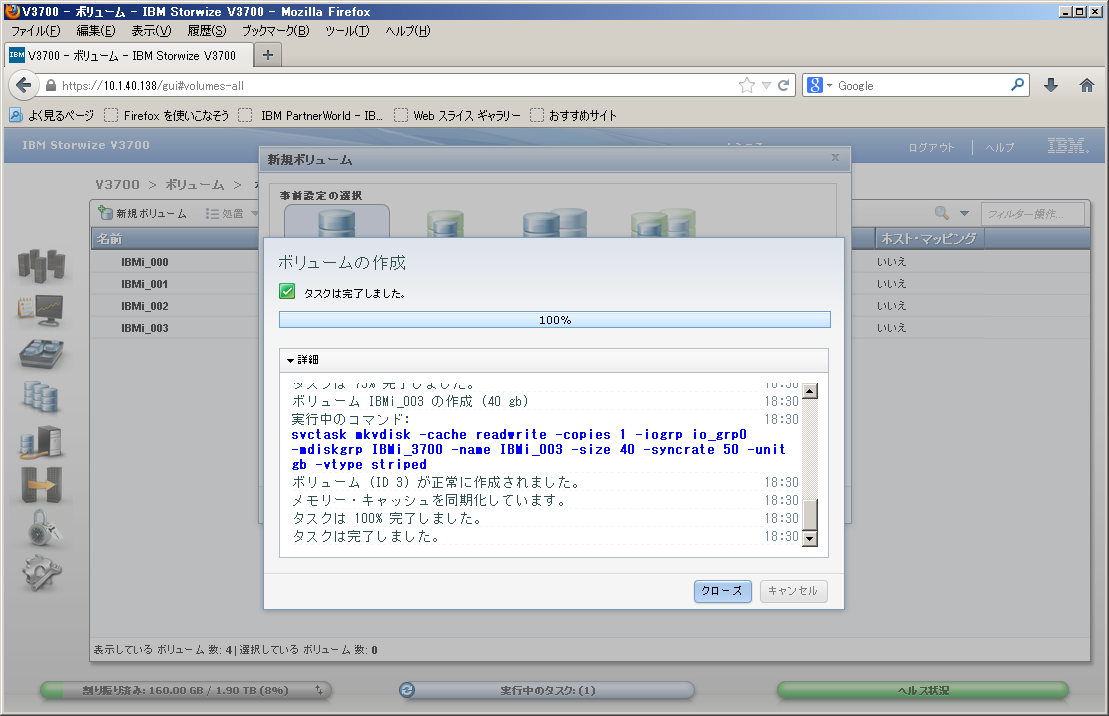 V3700 - ボリューム - IBM Storwize V3700 - Mozilla Firefox
ファイル(F) 編集(E) 表示(V) 履歴(S) ブックマーク(B) ツール(T) ヘルプ(H)
IBM V3700 - ボリューム - IBM Storwize V3700 +
https://10.1.40.138/gui#volumes-all
8 Google
よく見るページ Firefox を使いこなそう IBM PartnerWorld - IB... Web スライス ギャラリー おすすめサイト
IBM Storwize V3700
ログアウト ヘルプ IBM.
新規ボリューム x
V3700 > ボリューム >
事前設定の選択
新規ボリューム 処置
フィルター操作...
名前 ホスト・マッピング
IBMi_000 いいえ
IBMi_001 いいえ
IBMi_002 いいえ
IBMi_003 いいえ
ボリュームの作成
タスクは完了しました。
100%
詳細
タスクは 75% 完了しました。 18:30
ボリューム IBMi_003 の作成 (40 gb) 18:30
実行中のコマンド: 18:30
svctask mkvdisk -cache readwrite -copies 1 -iogrp io_grp0
-mdiskgrp IBMi_3700 -name IBMi_003 -size 40 -syncrate 50 -unit
gb -vtype striped
ボリューム (ID 3) が正常に作成されました。 18:30
メモリー・キャッシュを同期化しています。 18:30
タスクは 100% 完了しました。 18:30
タスクは完了しました。 18:30
クローズ キャンセル
表示している ボリューム 数: 4 | 選択している ボリューム 数: 0
割り振り済み: 160.00 GB / 1.90 TB (8%) 実行中のタスク: (1) ヘルス状況